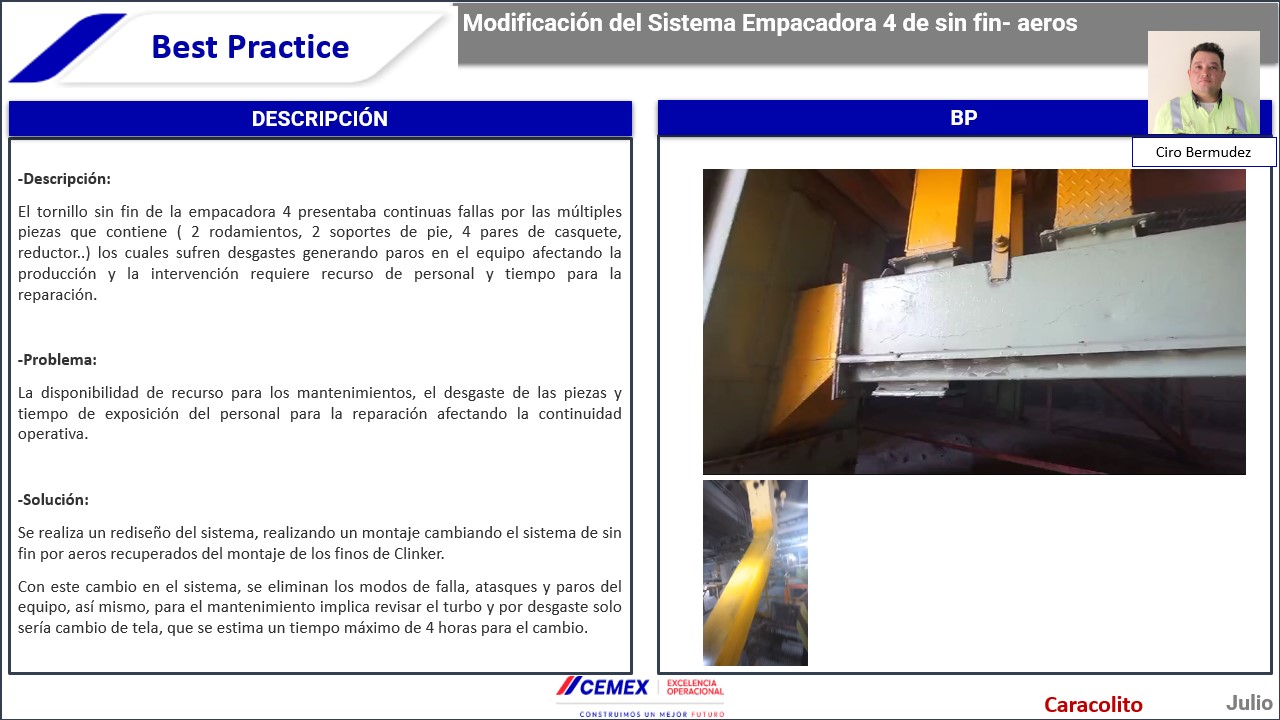 Best Practice
Modificación del Sistema Empacadora 4 de sin fin- aeros
DESCRIPCIÓN
-Descripción:
El tornillo sin fin de la empacadora 4 presentaba continuas fallas por las múltiples
piezas que contiene ( 2 rodamientos, 2 soportes de pie, 4 pares de casquete,
reductor..) los cuales sufren desgastes generando paros en el equipo afectando la
producción y la intervención requiere recurso de personal y tiempo para la
reparación.
-Problema:
La disponibilidad de recurso para los mantenimientos, el desgaste de las piezas y
tiempo de exposición del personal para la reparación afectando la continuidad
operativa.
-Solución:
Se realiza un rediseño del sistema, realizando un montaje cambiando el sistema de sin
fin por aeros recuperados del montaje de los finos de Clinker.
Con este cambio en el sistema, se eliminan los modos de falla, atasques y paros del
equipo, así mismo, para el mantenimiento implica revisar el turbo y por desgaste solo
sería cambio de tela, que se estima un tiempo máximo de 4 horas para el cambio.
BP
Ciro Bermudez
CEMEX
EXCELENCIA
OPERACIONAL
CONSTRUIMOS UN MEJOR FUTURO
Caracolito
Julio